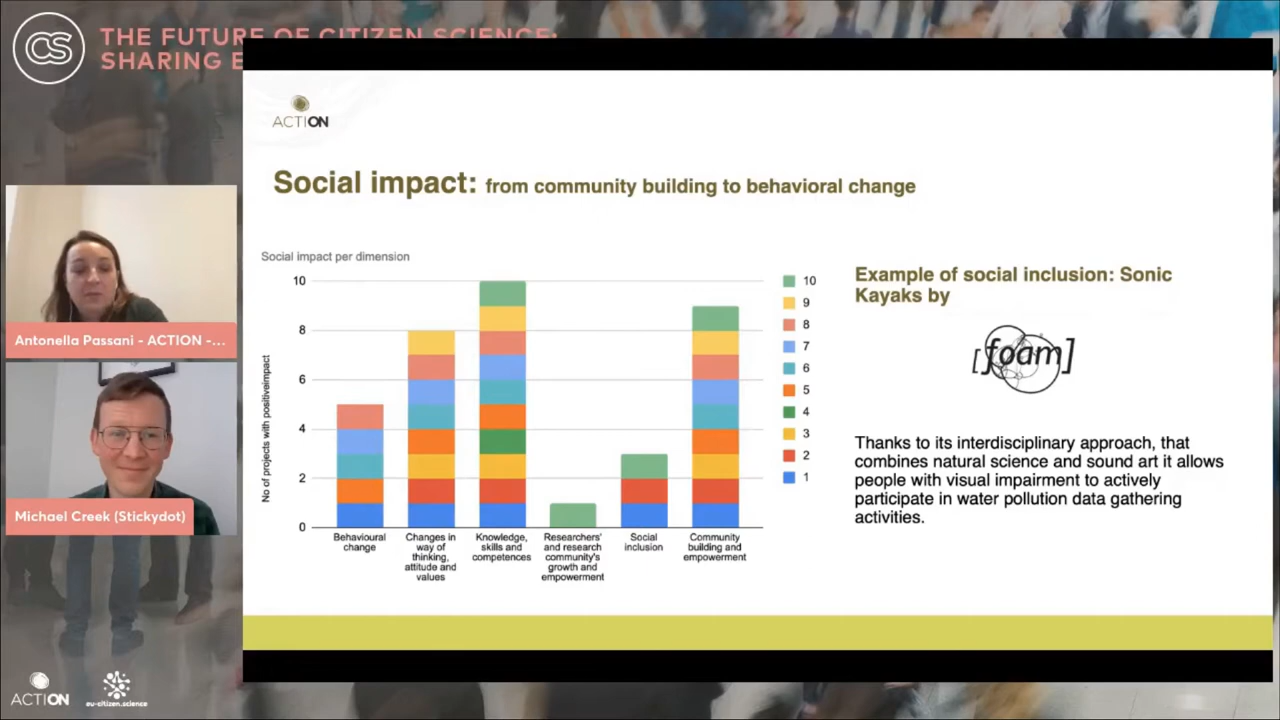 CS
THE FUTURE OF CITIZEN SCIENCE:
SHARING E
ACTION
Social impact: from community building to behavioral change
Antonella Passani - ACTION -...
Michael Creek (Stickydot)
Social impact per dimension
No of projects with positiveimpact
10
8
6
4
2
0
Behavioural
change
Changes in
way of
thinking,
attitude and
values
Knowledge,
skills and
competences
Researchers'
and research
community's
growth and
empowerment
Social
inclusion
Community
building and
empowerment
10
9
8
7
6
5
4
3
2
1
Example of social inclusion: Sonic
Kayaks by
[foam]
Thanks to its interdisciplinary approach, that
combines natural science and sound art it allows
people with visual impairment to actively
participate in water pollution data gathering
activities.
ACTION
eu-citizen.science